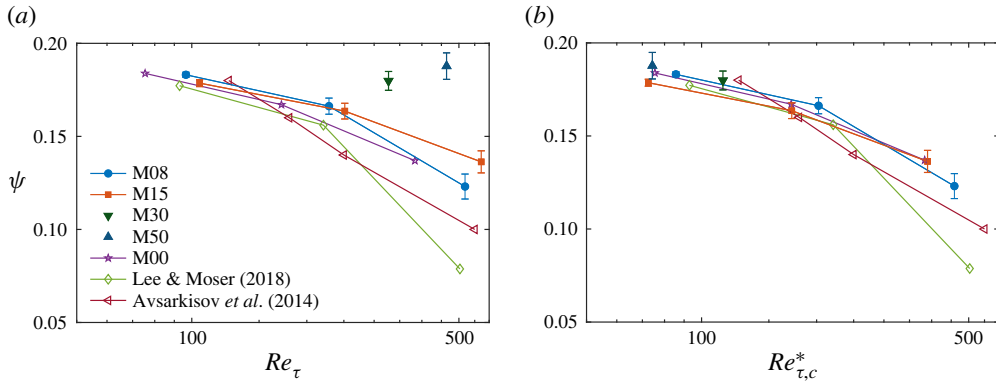 (a)
(b)
0.20
0.15
0.10
0.05
ψ
M08
M15
M30
M50
M00
Lee & Moser (2018)
Avsarkisov et al. (2014)
100
500
Re_τ
0.20
0.15
0.10
0.05
100
500
Re*_τ,c